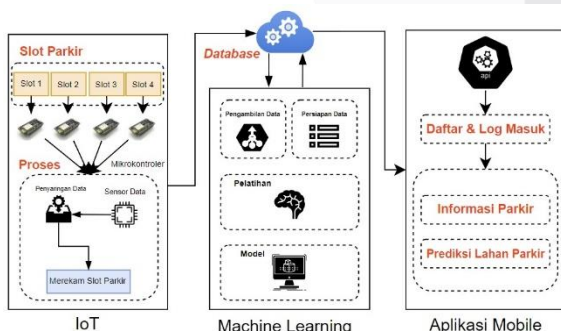 Slot Parkir
Slot 1
Slot 2
Slot 3
Slot 4
Mikrokontroler
Proses
Penyaringan Data
Sensor Data
Merekam Slot Parkir
IoT
Database
Pengambilan Data
Persiapan Data
Pelatihan
Model
Machine Learning
api
Daftar & Log Masuk
Informasi Parkir
Prediksi Lahan Parkir
Aplikasi Mobile